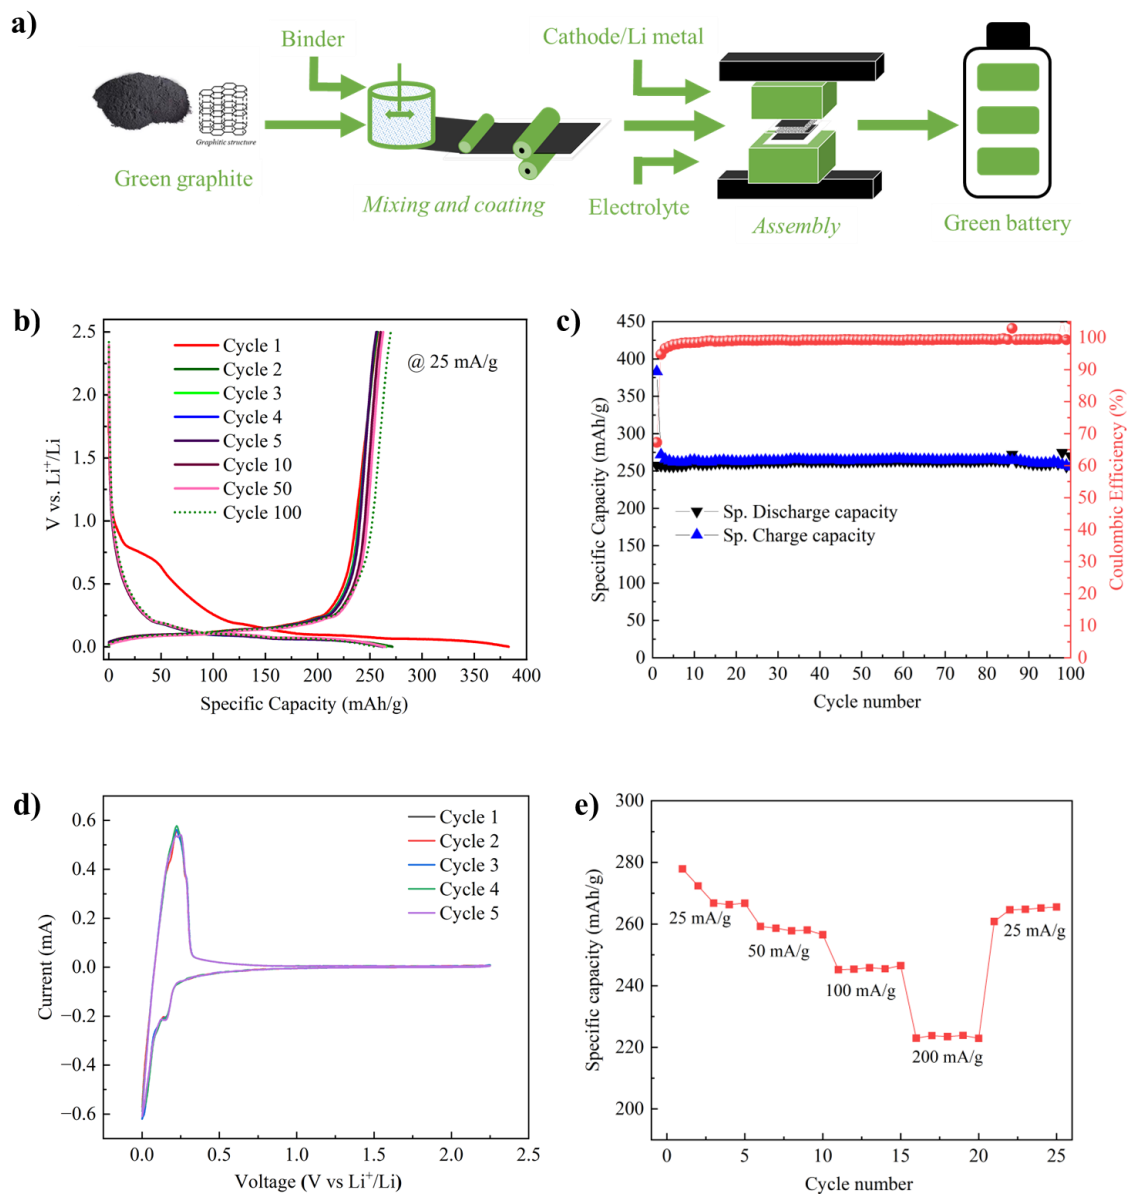 a)
Binder
Cathode/Li metal
Graphitic structure
Green graphite
Mixing and coating
Electrolyte
Assembly
Green battery
b)
2.5
2.0
1.5
1.0
0.5
0.0
V vs. Li⁺/Li
Cycle 1
Cycle 2
Cycle 3
Cycle 4
Cycle 5
Cycle 10
Cycle 50
Cycle 100
@ 25 mA/g
0 50 100 150 200 250 300 350 400
Specific Capacity (mAh/g)
c)
450
400
350
300
250
200
150
100
50
0
Specific Capacity (mAh/g)
Sp. Discharge capacity
Sp. Charge capacity
100
90
80
70
60
50
40
30
20
10
0
Coulombic Efficiency (%)
0 10 20 30 40 50 60 70 80 90 100
Cycle number
d)
0.6
0.4
0.2
0.0
−0.2
−0.4
−0.6
Current (mA)
Cycle 1
Cycle 2
Cycle 3
Cycle 4
Cycle 5
0.0 0.5 1.0 1.5 2.0 2.5
Voltage (V vs Li⁺/Li)
e)
300
280
260
240
220
200
Specific capacity (mAh/g)
25 mA/g
50 mA/g
100 mA/g
200 mA/g
25 mA/g
0 5 10 15 20 25
Cycle number